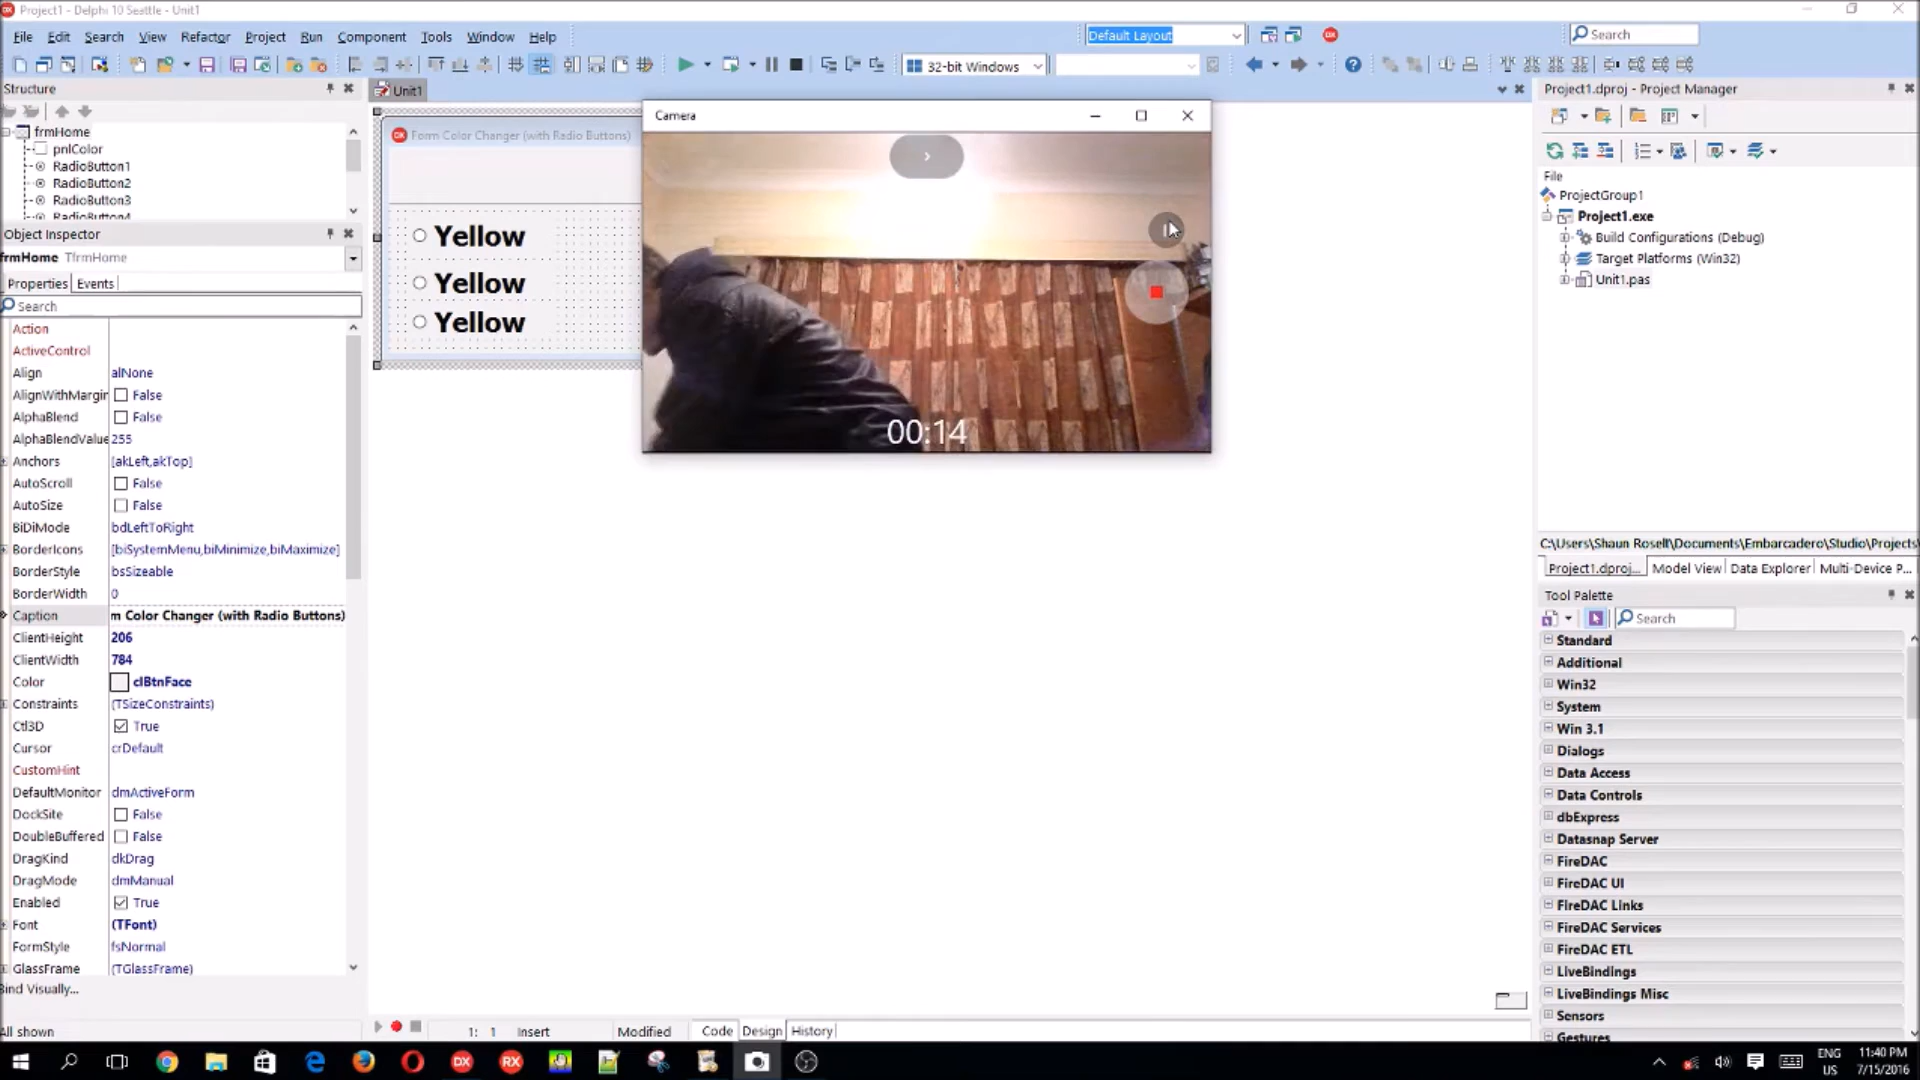 Project1 - Delphi 10 Seattle - Unit1
File Edit Search View Refactor Project Run Component Tools Window Help
Default Layout
Search
32-bit Windows
Structure
frmHome
pnlColor
RadioButton1
RadioButton2
RadioButton3
RadioButton4
Object Inspector
frmHome TfrmHome
Properties Events
Search
Action
ActiveControl
Align alNone
AlignWithMargin False
AlphaBlend False
AlphaBlendValue 255
Anchors [akLeft,akTop]
AutoScroll False
AutoSize False
BiDiMode bdLeftToRight
BorderIcons [biSystemMenu,biMinimize,biMaximize]
BorderStyle bsSizeable
BorderWidth 0
Caption m Color Changer (with Radio Buttons)
ClientHeight 206
ClientWidth 784
Color clBtnFace
Constraints (TSizeConstraints)
Ctl3D True
Cursor crDefault
CustomHint
DefaultMonitor dmActiveForm
DockSite False
DoubleBuffered False
DragKind dkDrag
DragMode dmManual
Enabled True
Font (TFont)
FormStyle fsNormal
GlassFrame (TGlassFrame)
Bind Visually...
All shown
Unit1
Form Color Changer (with Radio Buttons)
Yellow
Yellow
Yellow
Camera
00:14
1: 1 Insert Modified Code Design History
Project1.dproj - Project Manager
File
ProjectGroup1
Project1.exe
Build Configurations (Debug)
Target Platforms (Win32)
Unit1.pas
C:\Users\Shaun Rosell\Documents\Embarcadero\Studio\Projects\
Project1.dproj... Model View Data Explorer Multi-Device P...
Tool Palette
Search
Standard
Additional
Win32
System
Win 3.1
Dialogs
Data Access
Data Controls
dbExpress
Datasnap Server
FireDAC
FireDAC UI
FireDAC Links
FireDAC Services
FireDAC ETL
LiveBindings
LiveBindings Misc
Sensors
Gestures
DX RX
ENG 11:40 PM
US 7/15/2016